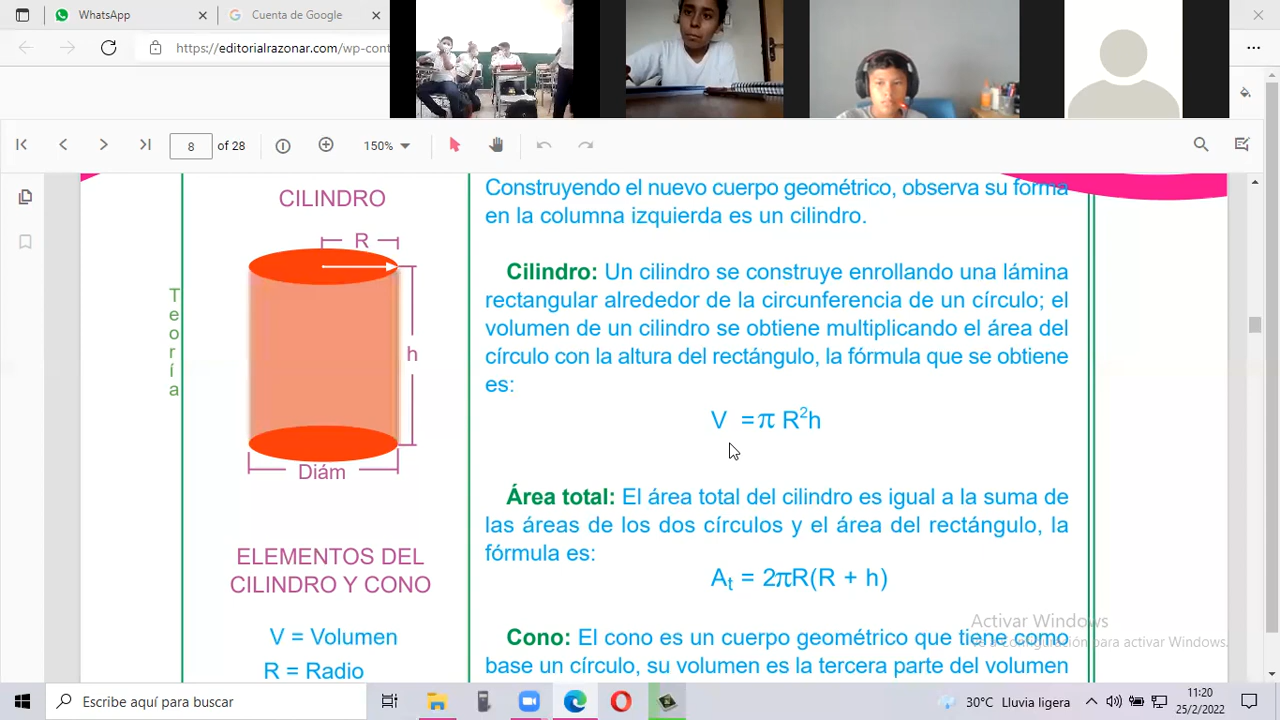 WhatsApp
Cuenta de Google
https://editorialrazonar.com/wp-cont
8 of 28
150%
CILINDRO
R
h
Diám
Teoría
ELEMENTOS DEL
CILINDRO Y CONO
V = Volumen
R = Radio
Construyendo el nuevo cuerpo geométrico, observa su forma
en la columna izquierda es un cilindro.
Cilindro: Un cilindro se construye enrollando una lámina
rectangular alrededor de la circunferencia de un círculo; el
volumen de un cilindro se obtiene multiplicando el área del
círculo con la altura del rectángulo, la fórmula que se obtiene
es:
V = π R²h
Área total: El área total del cilindro es igual a la suma de
las áreas de los dos círculos y el área del rectángulo, la
fórmula es:
Aₜ = 2πR(R + h)
Cono: El cono es un cuerpo geométrico que tiene como
base un círculo, su volumen es la tercera parte del volumen
Activar Windows
configuración para activar Windows.
Escribe aquí para buscar
30°C Lluvia ligera
11:20
25/2/2022